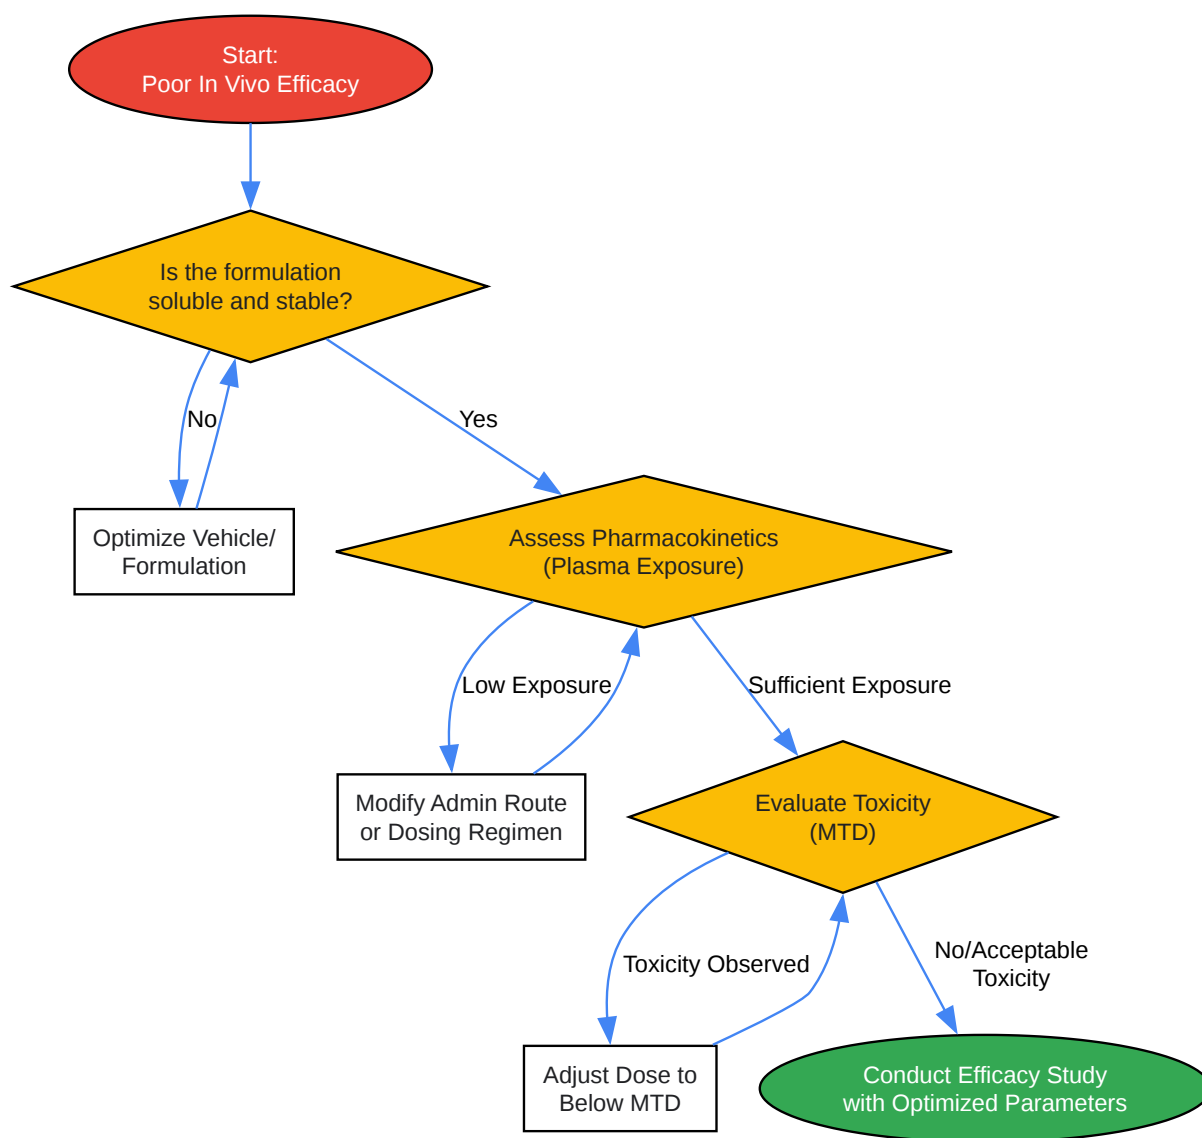 Start:
Poor In Vivo Efficacy
Is the formulation
soluble and stable?
No
Yes
Optimize Vehicle/
Formulation
Assess Pharmacokinetics
(Plasma Exposure)
Low Exposure
Sufficient Exposure
Modify Admin Route
or Dosing Regimen
Evaluate Toxicity
(MTD)
Toxicity Observed
No/Acceptable
Toxicity
Adjust Dose to
Below MTD
Conduct Efficacy Study
with Optimized Parameters